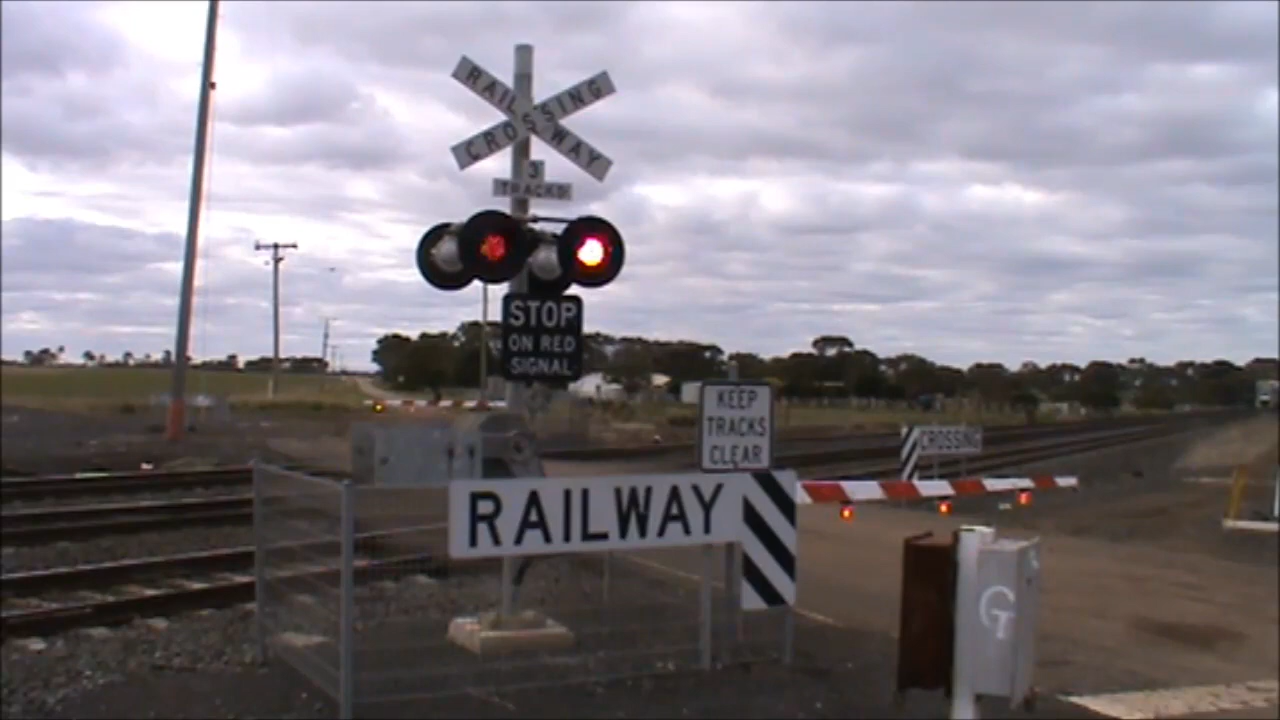 RAILWAY
CROSSING
3
TRACKS
STOP
ON RED
SIGNAL
KEEP
TRACKS
CLEAR
CROSSING
RAILWAY
G